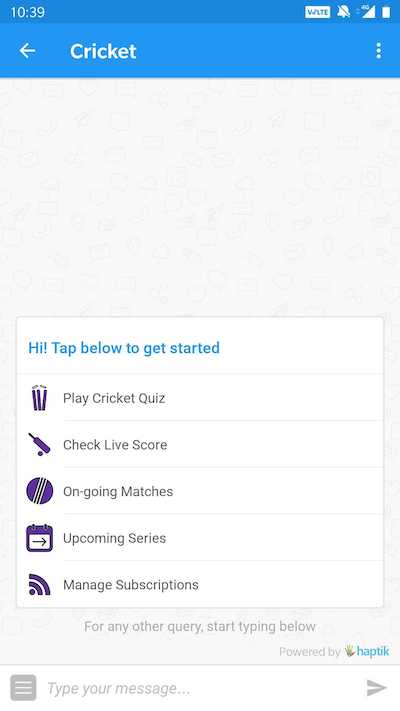 10:39
VoLTE
4G
Cricket
Hi! Tap below to get started
Play Cricket Quiz
Check Live Score
On-going Matches
Upcoming Series
Manage Subscriptions
For any other query, start typing below
Powered by haptik
Type your message...